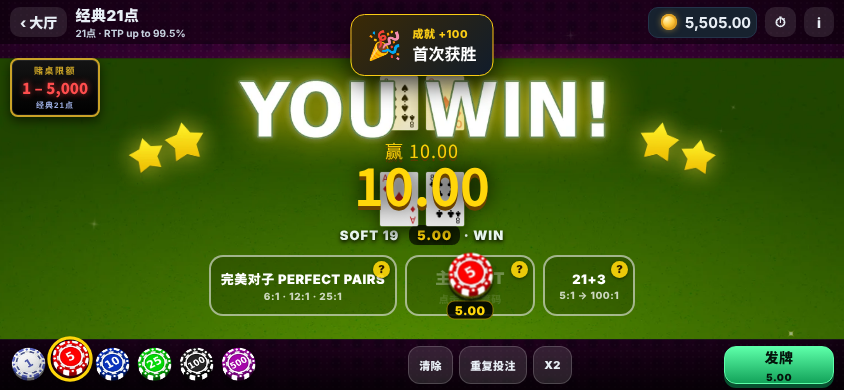 ‹ 大厅
经典21点
21点 · RTP up to 99.5%
成就 +100
首次获胜
5,505.00
i
赌桌限额
1 – 5,000
经典21点
YOU WIN!
赢 10.00
10.00
SOFT 19 5.00 · WIN
完美对子 PERFECT PAIRS ?
6:1 · 12:1 · 25:1
5
?
5.00
21+3 ?
5:1 → 100:1
1
5
10
25
100
500
清除
重复投注
X2
发牌
5.00